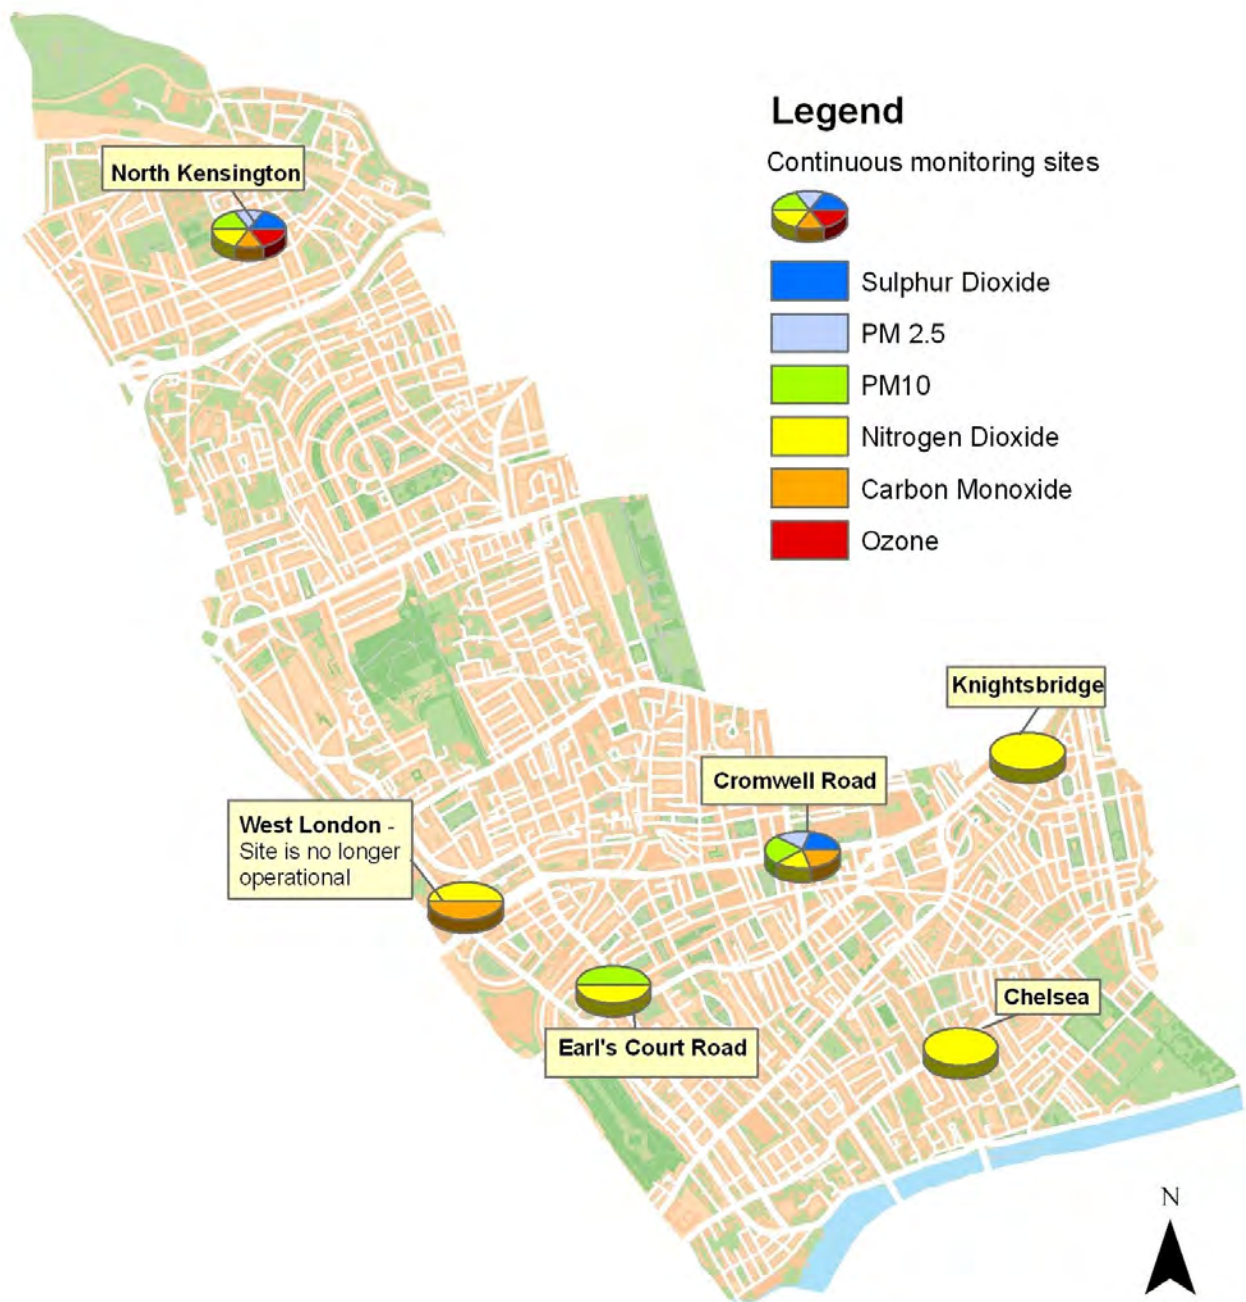 Legend
Continuous monitoring sites
Sulphur Dioxide
PM 2.5
PM10
Nitrogen Dioxide
Carbon Monoxide
Ozone
North Kensington
Knightsbridge
Cromwell Road
West London -
Site is no longer
operational
Chelsea
Earl's Court Road
N